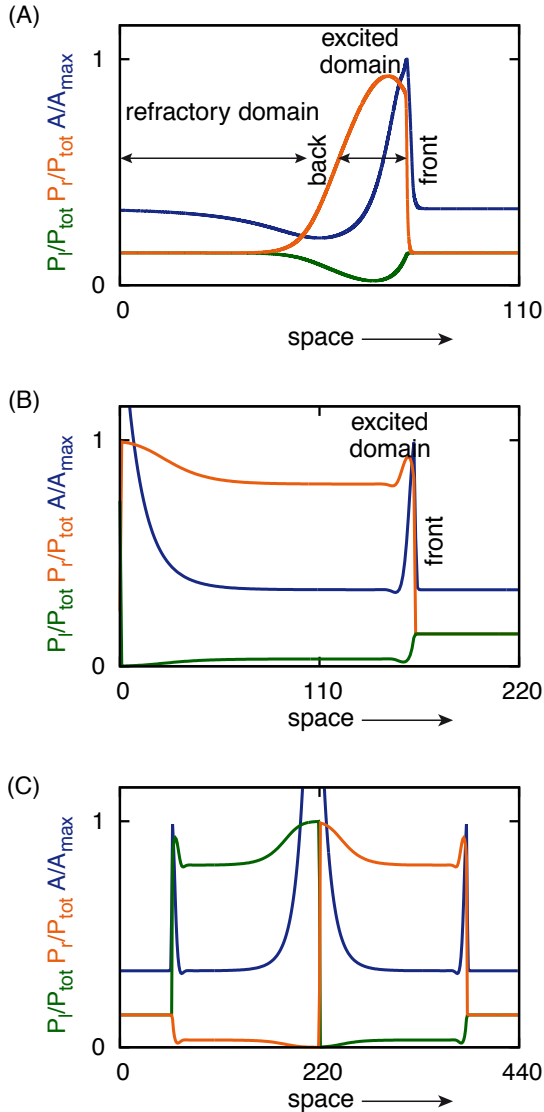 (A)
P_l/P_tot P_r/P_tot A/A_max
1
0
excited
domain
refractory domain
back
front
0
110
space
(B)
P_l/P_tot P_r/P_tot A/A_max
1
0
excited
domain
front
0
110
220
space
(C)
P_l/P_tot P_r/P_tot A/A_max
1
0
0
220
440
space